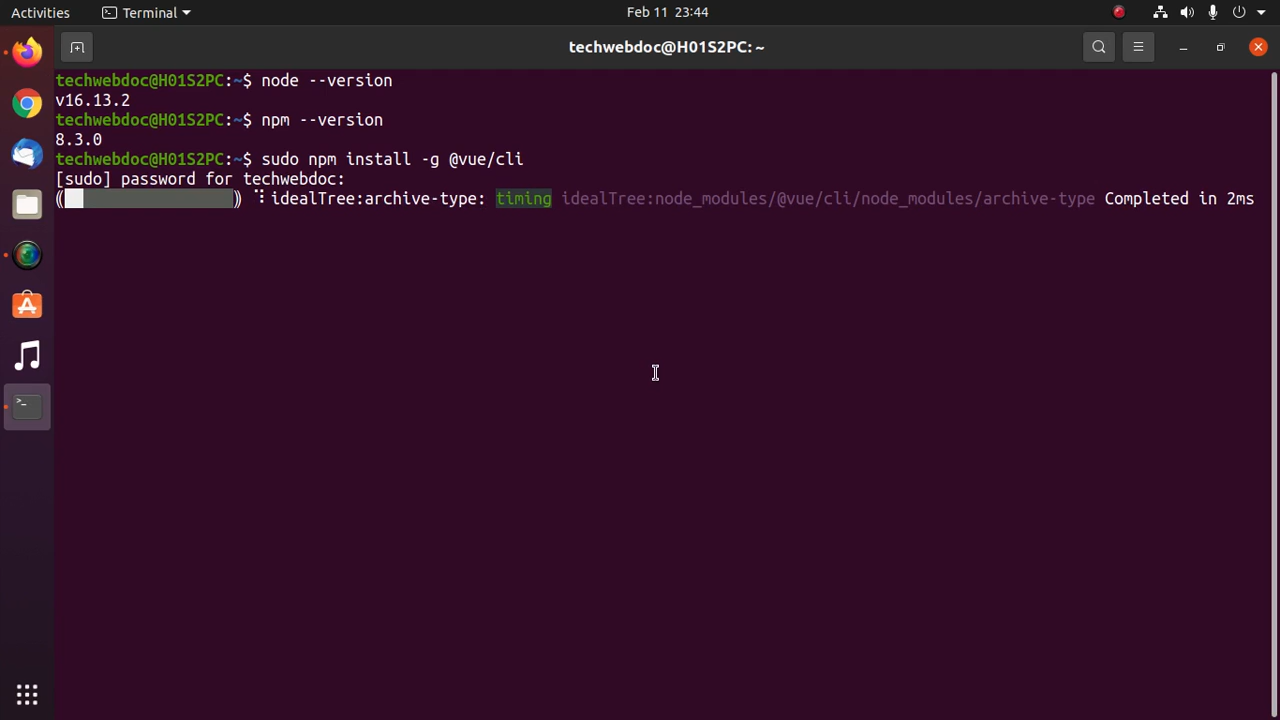 Activities Terminal Feb 11 23:44
techwebdoc@H01S2PC: ~
techwebdoc@H01S2PC:~$ node --version
v16.13.2
techwebdoc@H01S2PC:~$ npm --version
8.3.0
techwebdoc@H01S2PC:~$ sudo npm install -g @vue/cli
[sudo] password for techwebdoc:
(██████████████████) ⠹ idealTree:archive-type: timing idealTree:node_modules/@vue/cli/node_modules/archive-type Completed in 2ms